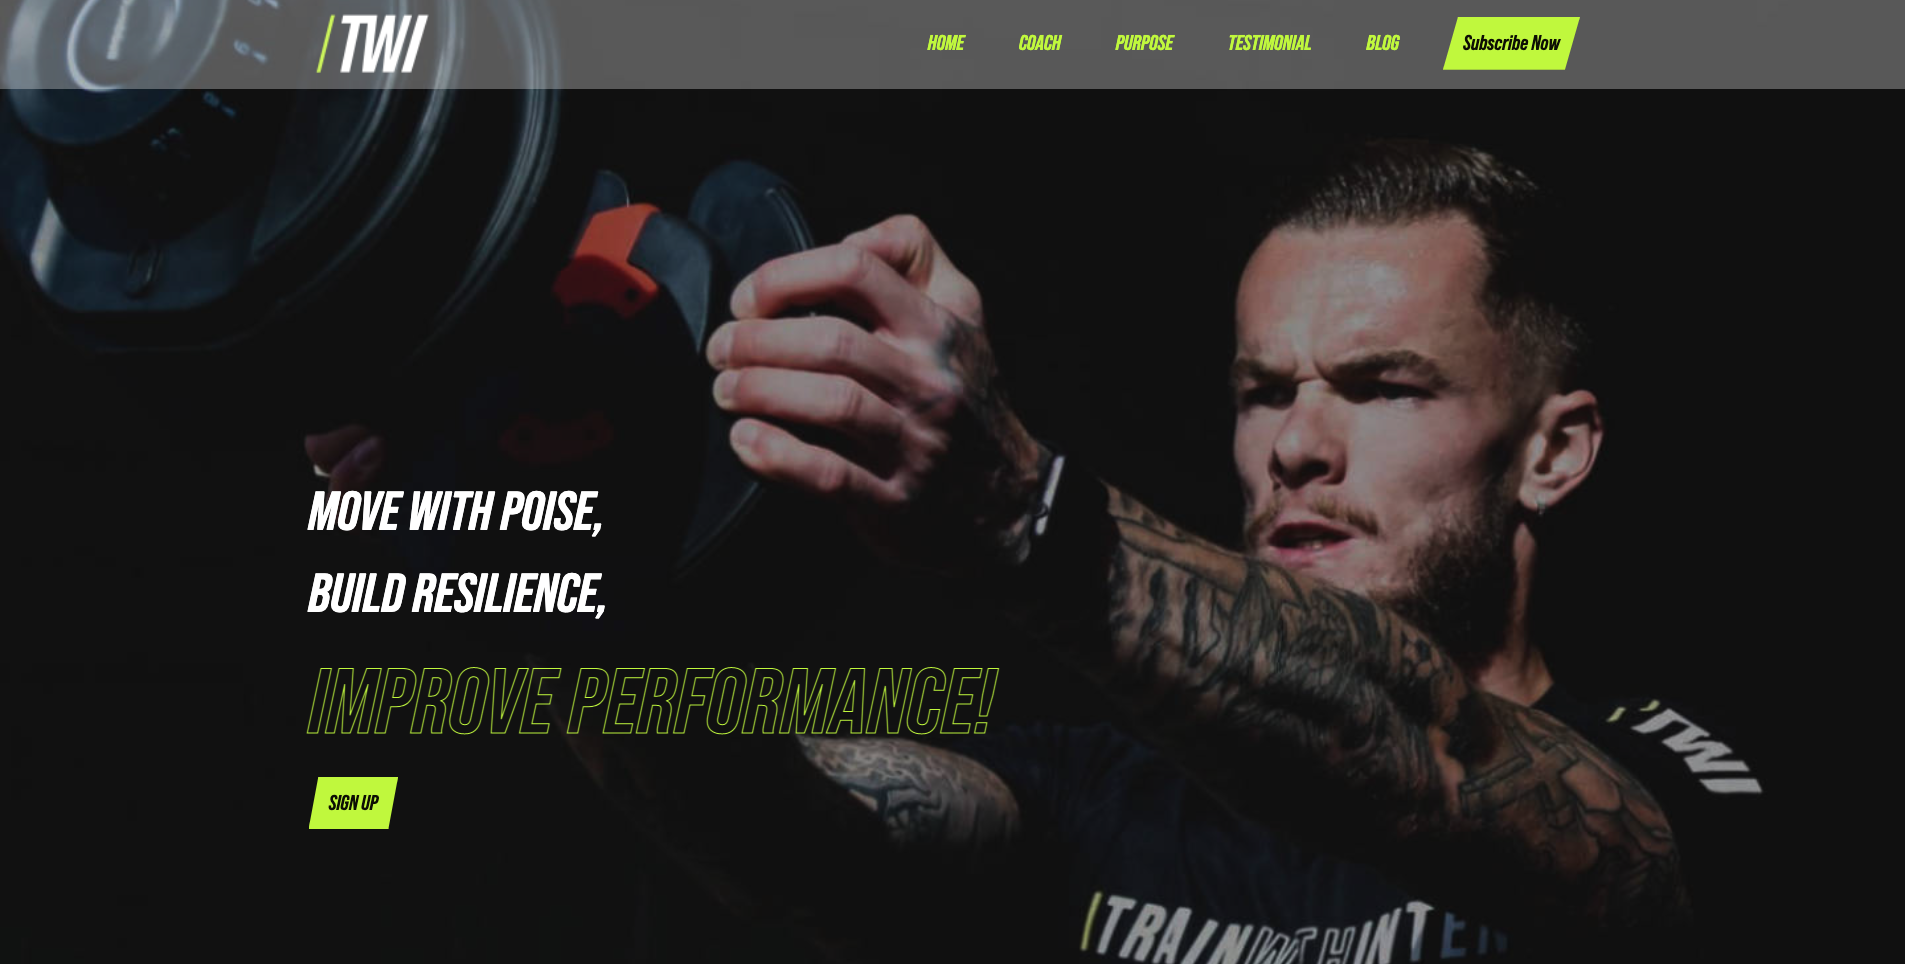 TWI
HOME COACH PURPOSE TESTIMONIAL BLOG Subscribe Now
MOVE WITH POISE,
BUILD RESILIENCE,
IMPROVE PERFORMANCE!
SIGN UP
TWI
TRAINWITHINTE